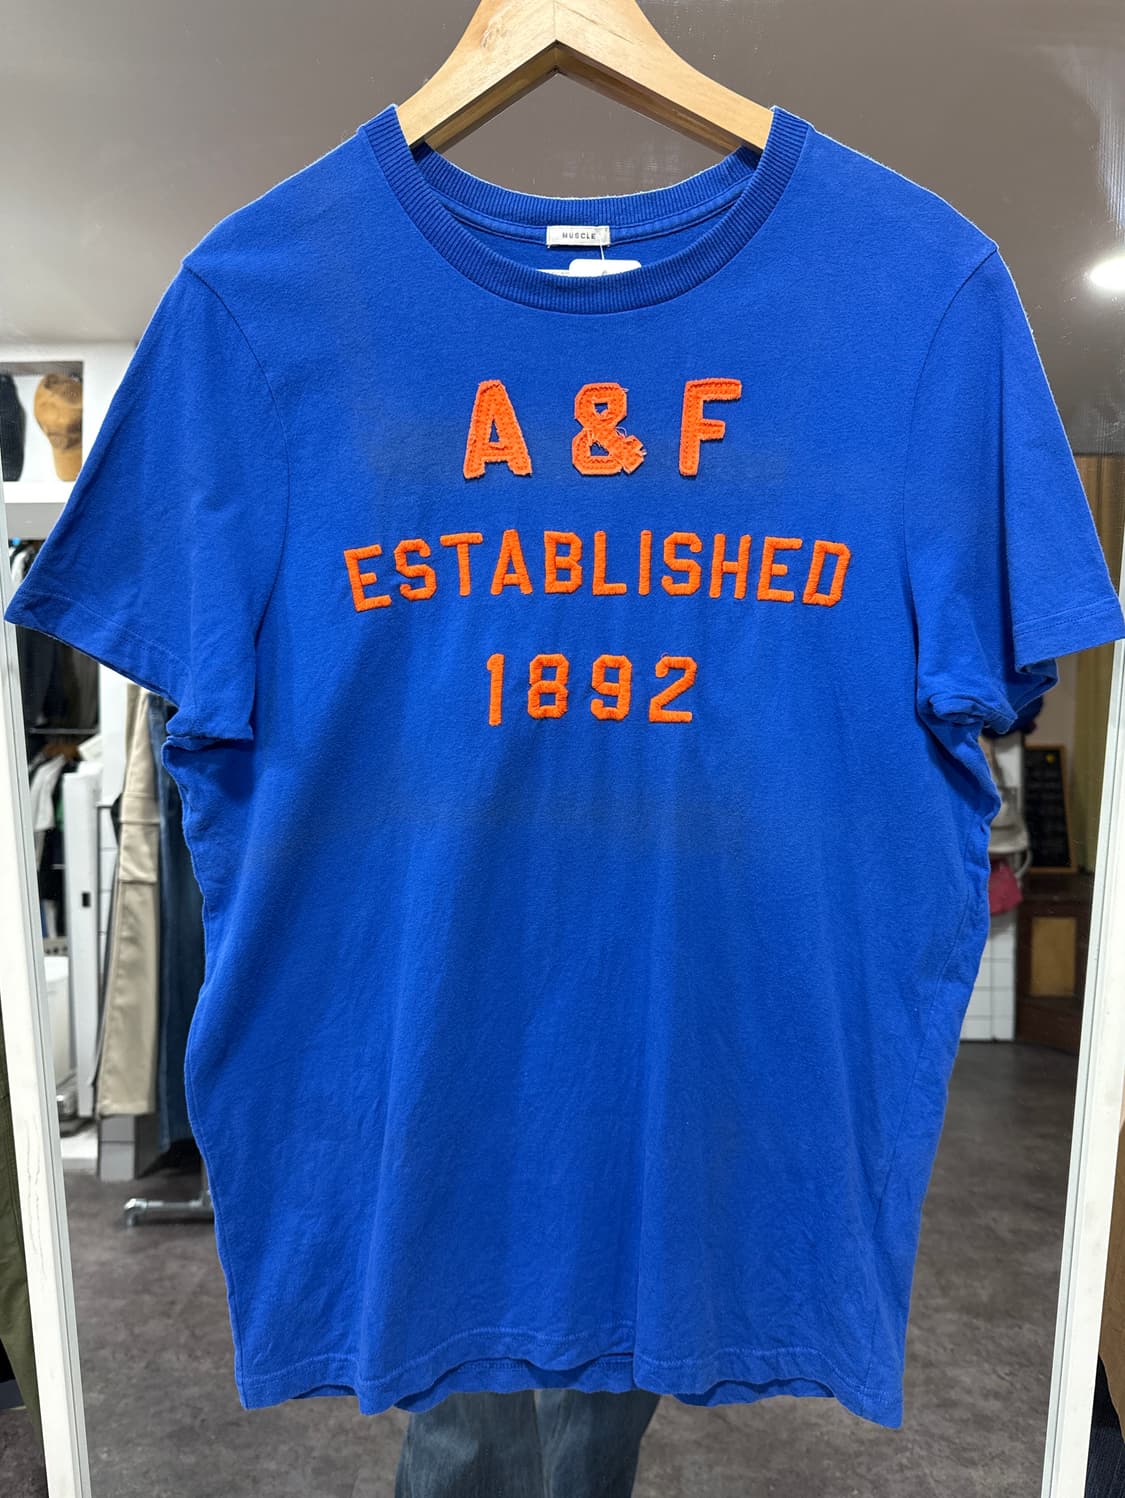 MUSCLE
A & F
ESTABLISHED
1892